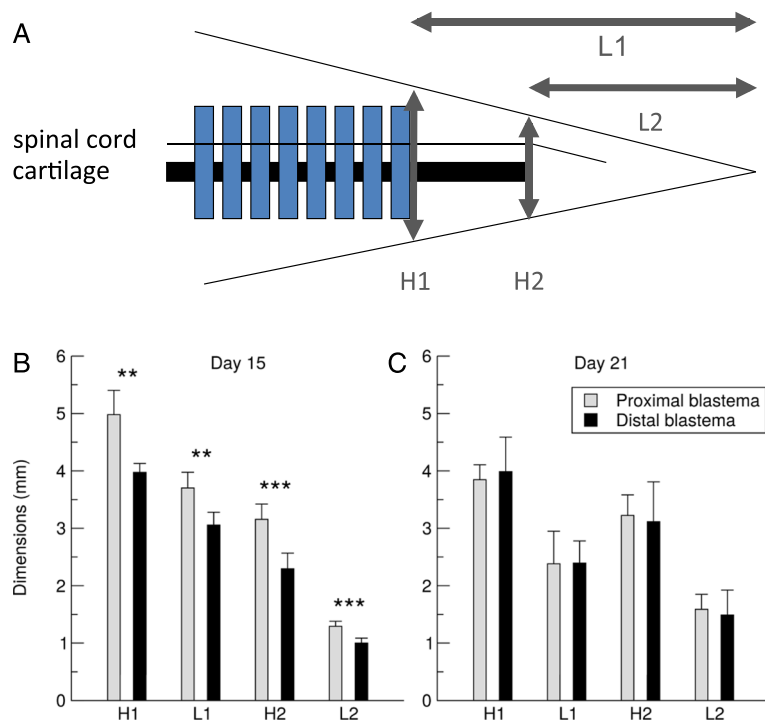 A
L1
L2
spinal cord
cartilage
H1 H2
B
Day 15
Dimensions (mm)
6
5
4
3
2
1
0
**
**
***
***
H1 L1 H2 L2
C
Day 21
Proximal blastema
Distal blastema
6
5
4
3
2
1
0
H1 L1 H2 L2